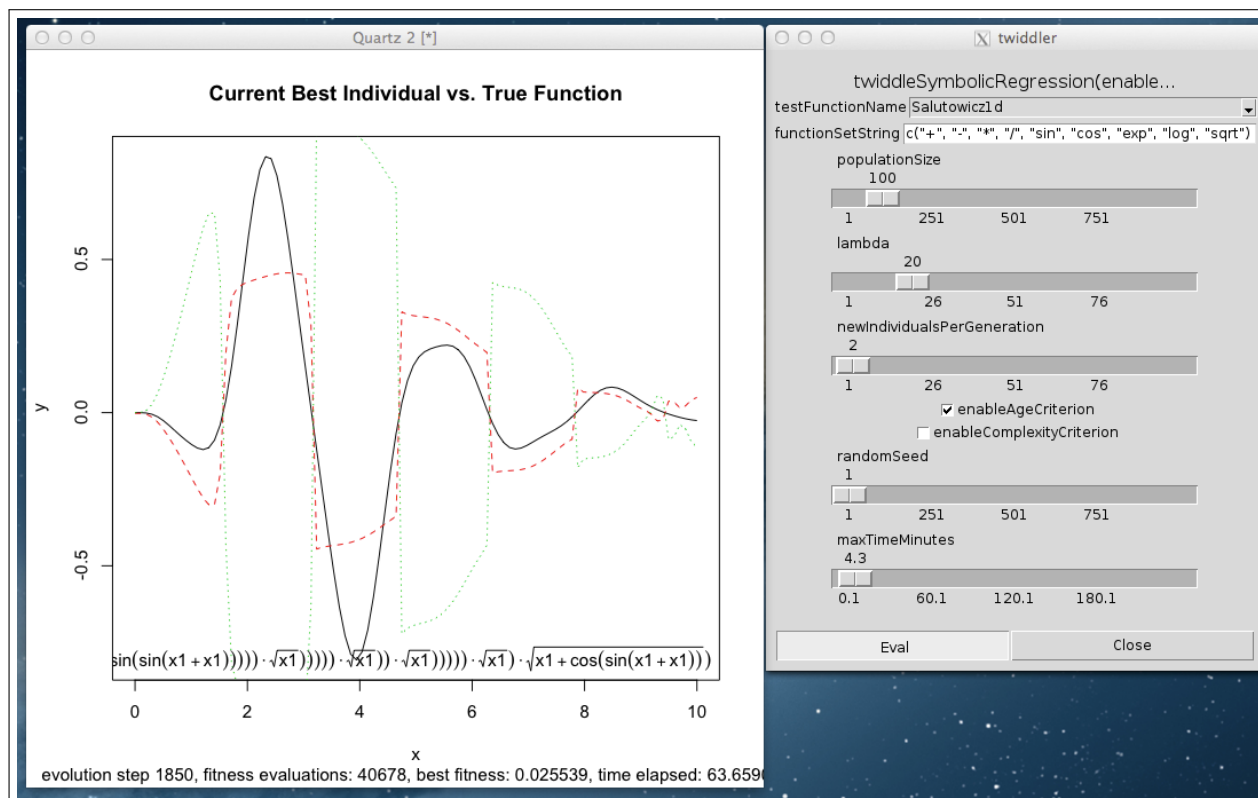 Quartz 2 [*]
Current Best Individual vs. True Function
y
0.5
0.0
-0.5
sin(sin(x1 + x1))))) · √x1))))) · √x1)) · √x1))))) · √x1) · √x1 + cos(sin(x1 + x1)))
0 2 4 6 8 10
x
evolution step 1850, fitness evaluations: 40678, best fitness: 0.025539, time elapsed: 63.659
twiddler
twiddleSymbolicRegression(enable...
testFunctionName Salutowicz1d
functionSetString c("+", "-", "*", "/", "sin", "cos", "exp", "log", "sqrt")
populationSize
100
1 251 501 751
lambda
20
1 26 51 76
newIndividualsPerGeneration
2
1 26 51 76
enableAgeCriterion
enableComplexityCriterion
randomSeed
1
1 251 501 751
maxTimeMinutes
4.3
0.1 60.1 120.1 180.1
Eval Close